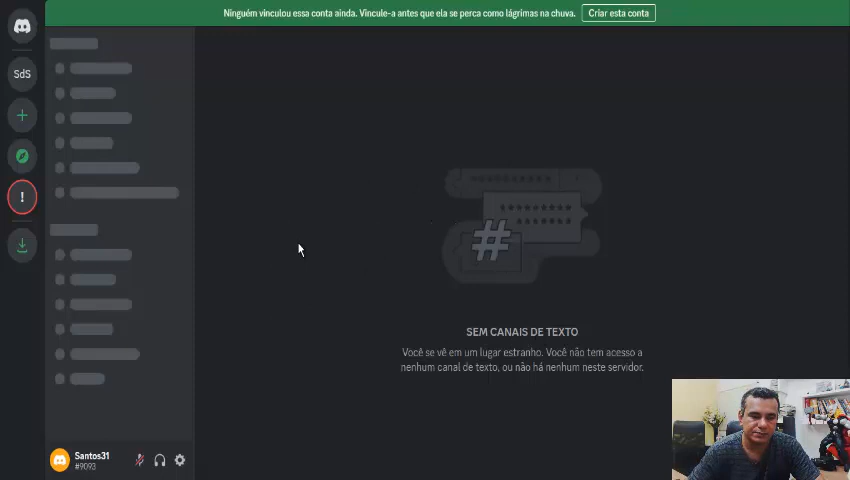 Ninguém vinculou essa conta ainda. Vincule-a antes que ela se perca como lágrimas na chuva. Criar esta conta
SdS
!
SEM CANAIS DE TEXTO
Você se vê em um lugar estranho. Você não tem acesso a
nenhum canal de texto, ou não há nenhum neste servidor.
Santos31
#9093